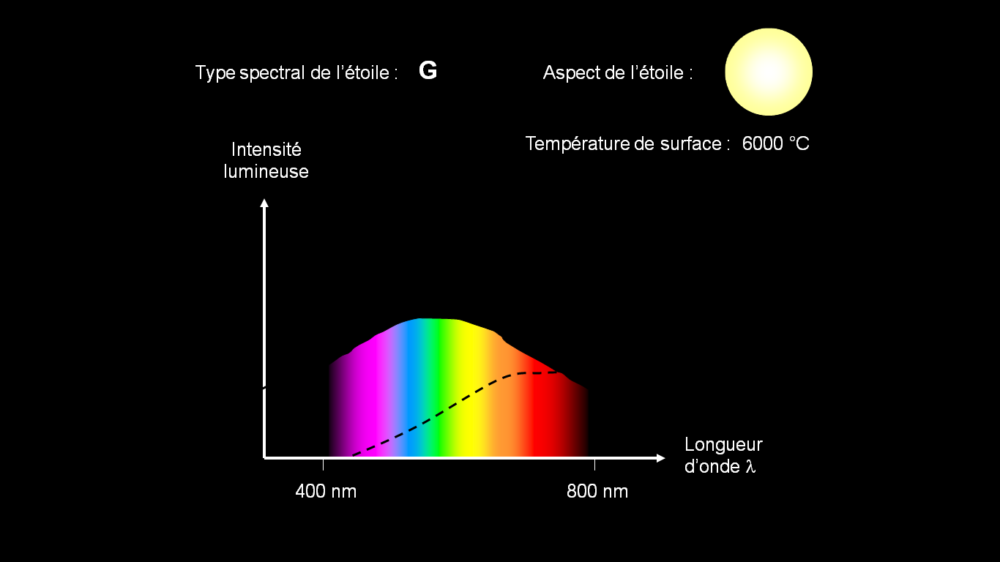 Type spectral de l’étoile : G
Aspect de l’étoile :
Température de surface : 6000 °C
Intensité
lumineuse
Longueur
d’onde λ
400 nm
800 nm